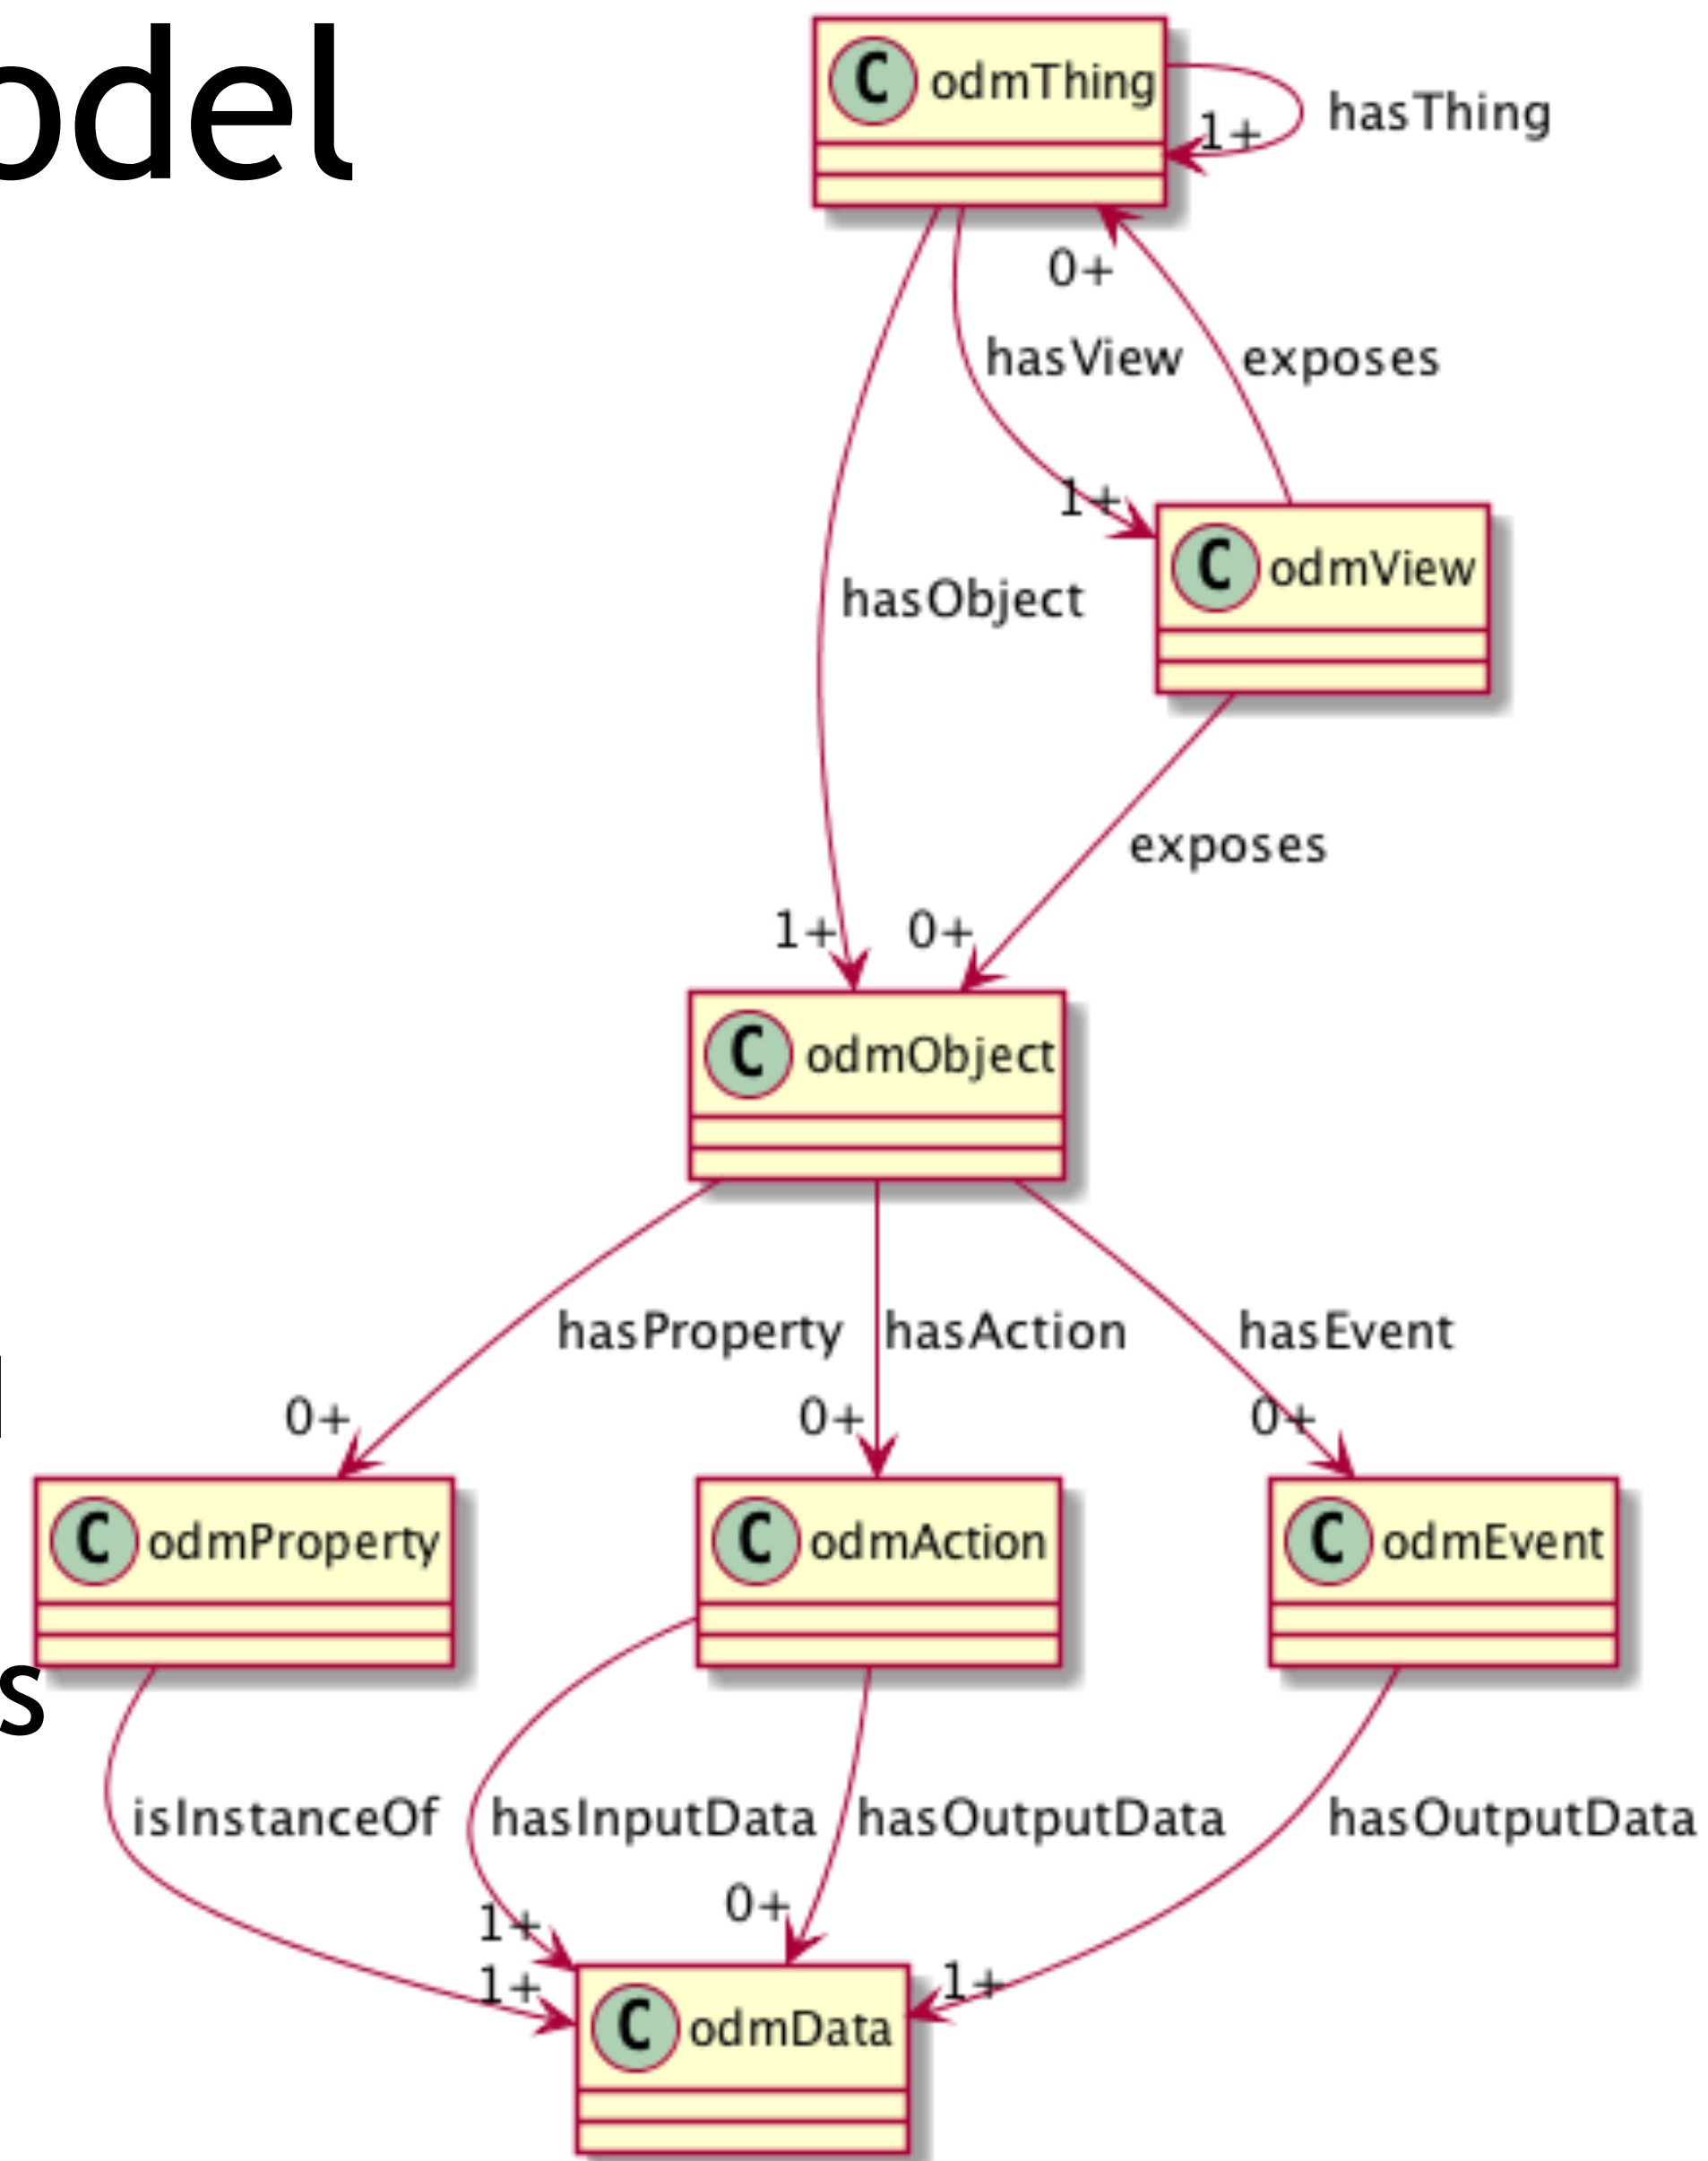 odel
C odmThing
1+ hasThing
0+
hasView exposes
1+
C odmView
hasObject
exposes
1+ 0+
C odmObject
hasProperty hasAction hasEvent
0+ 0+ 0+
C odmProperty C odmAction C odmEvent
s
isInstanceOf hasInputData hasOutputData hasOutputData
0+
1+
1+ 1+
C odmData